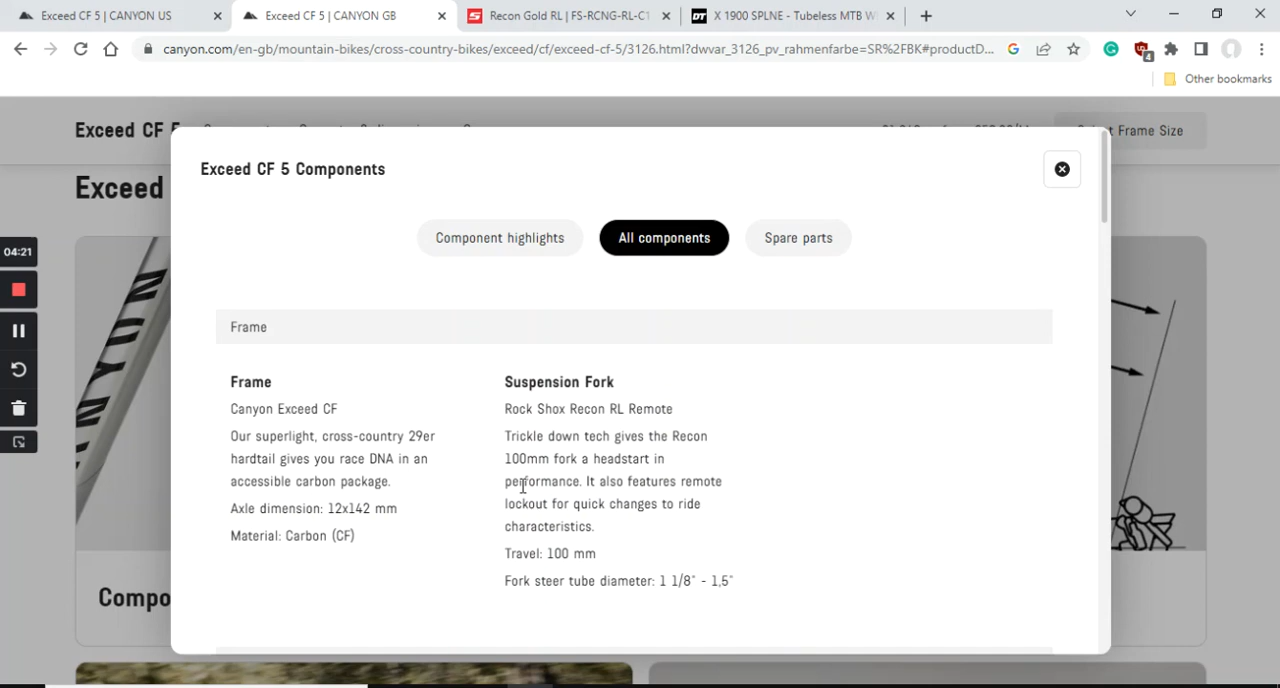 Exceed CF 5 | CANYON US
Exceed CF 5 | CANYON GB
Recon Gold RL | FS-RCNG-RL-C1
X 1900 SPLNE - Tubeless MTB W
canyon.com/en-gb/mountain-bikes/cross-country-bikes/exceed/cf/exceed-cf-5/3126.html?dwvar_3126_pv_rahmenfarbe=SR%2FBK#productD...
4
Other bookmarks
Exceed CF 5
t Frame Size
Exceed
CANYON
Compo
04:21
Exceed CF 5 Components
Component highlights
All components
Spare parts
Frame
Frame
Canyon Exceed CF
Our superlight, cross-country 29er
hardtail gives you race DNA in an
accessible carbon package.
Axle dimension: 12x142 mm
Material: Carbon (CF)
Suspension Fork
Rock Shox Recon RL Remote
Trickle down tech gives the Recon
100mm fork a headstart in
performance. It also features remote
lockout for quick changes to ride
characteristics.
Travel: 100 mm
Fork steer tube diameter: 1 1/8" - 1,5"